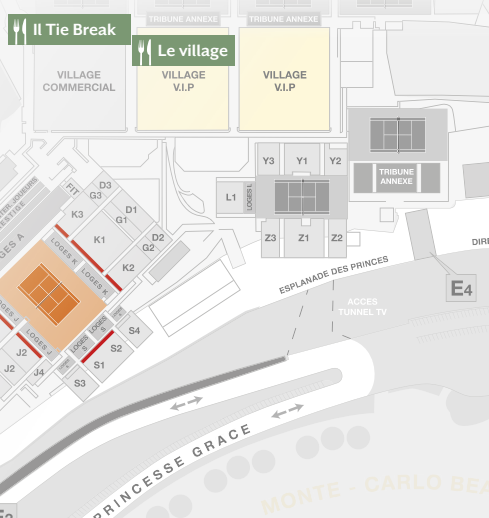 TRIBUNE ANNEXE
TRIBUNE ANNEXE
Il Tie Break
Le village
VILLAGE
COMMERCIAL
VILLAGE
V.I.P
VILLAGE
V.I.P
Y3
Y1
Y2
TRIBUNE
ANNEXE
L1
LOGES L
Z3
Z1
Z2
FIT
D3
G3
D1
G1
D2
G2
K3
K1
K2
LOGES K
LOGES K
LOGES J
LOGES S
LOGES S
S4
S2
S1
S3
J2
J2
J4
ESPLANADE DES PRINCES
DIRE
E4
ACCES
TUNNEL TV
PRINCESSE GRACE
MONTE - CARLO BEA